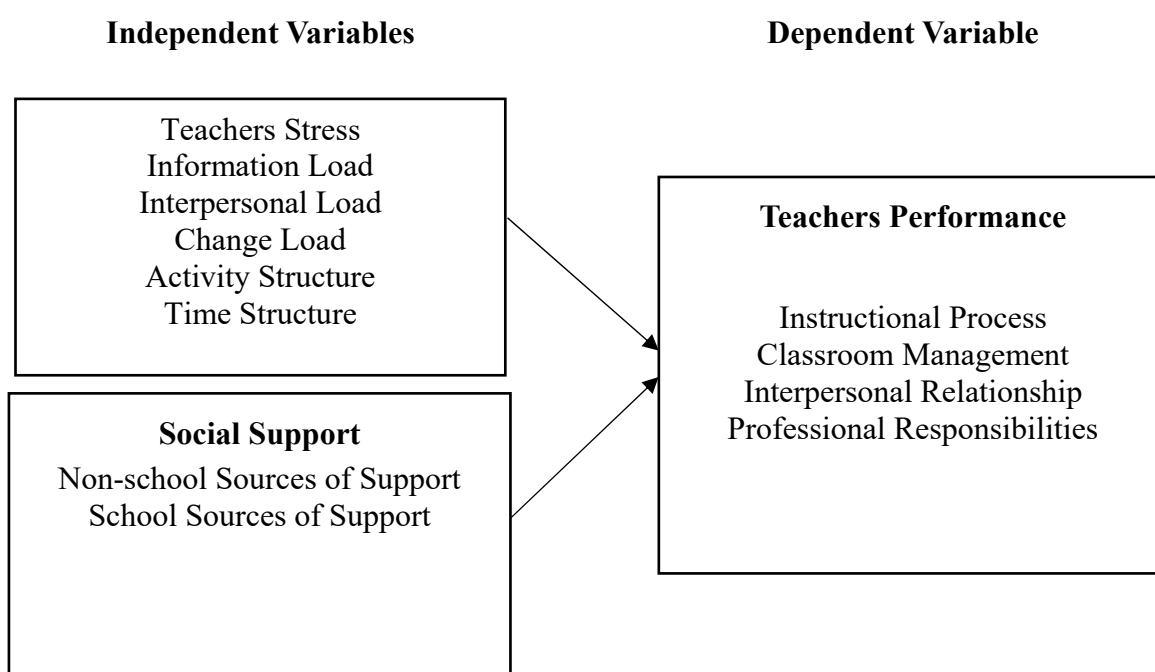 Independent Variables
Dependent Variable
Teachers Stress
Information Load
Interpersonal Load
Change Load
Activity Structure
Time Structure
Social Support
Non-school Sources of Support
School Sources of Support
Teachers Performance
Instructional Process
Classroom Management
Interpersonal Relationship
Professional Responsibilities